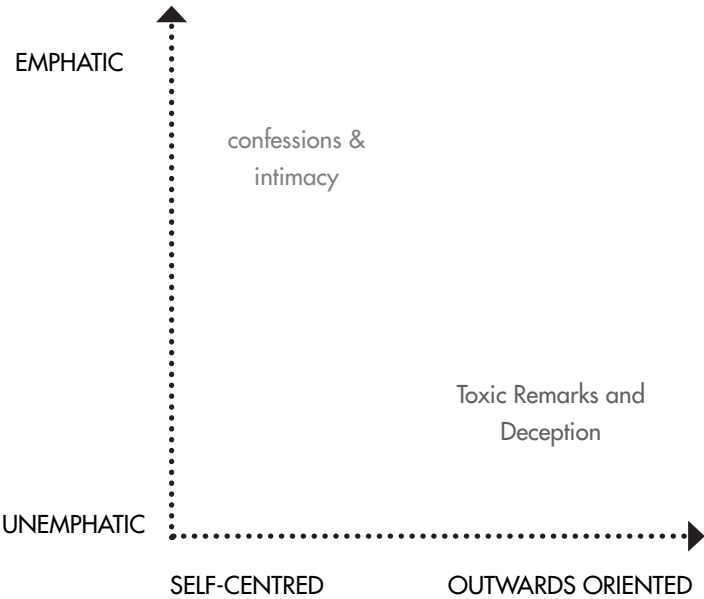 EMPHATIC
confessions &
intimacy
Toxic Remarks and
Deception
UNEMPHATIC
SELF-CENTRED
OUTWARDS ORIENTED